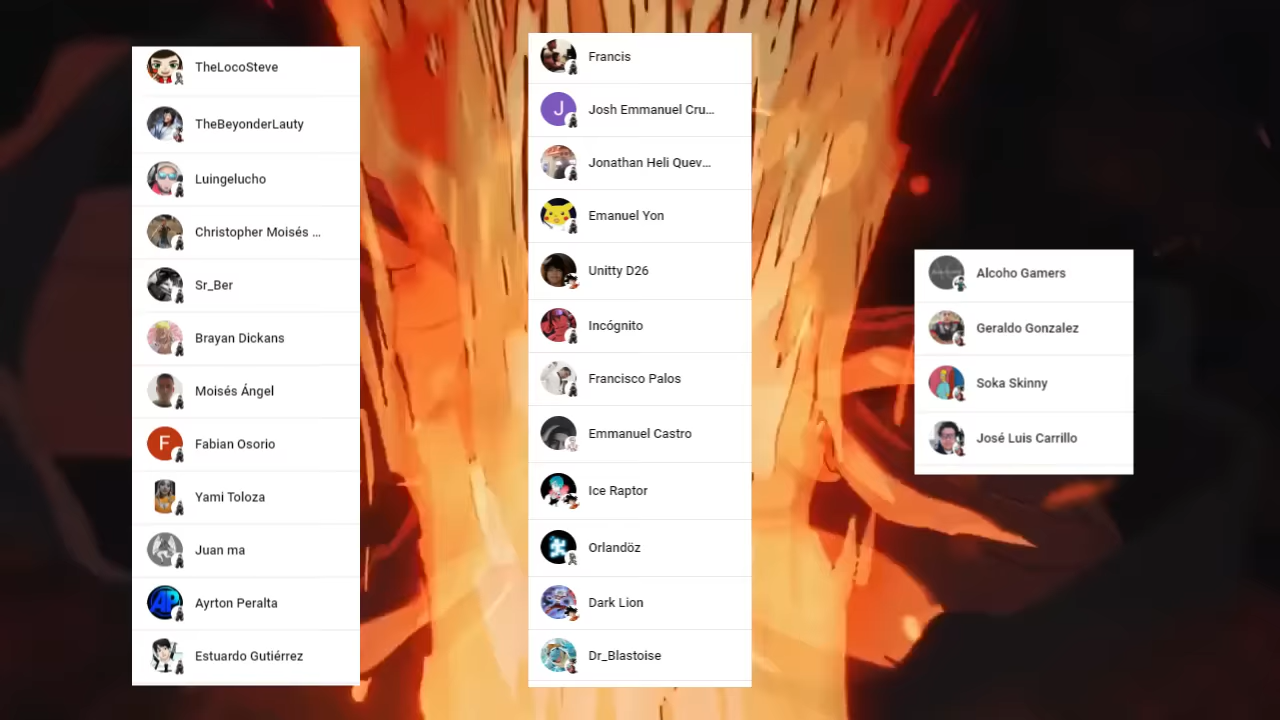 TheLocoSteve
TheBeyonderLauty
Luingelucho
Christopher Moisés ...
Sr_Ber
Brayan Dickans
Moisés Ángel
F
Fabian Osorio
Yami Toloza
Juan ma
AP
Ayrton Peralta
Estuardo Gutiérrez
Francis
J
Josh Emmanuel Cru...
Jonathan Heli Quev...
Emanuel Yon
Unitty D26
Incógnito
Francisco Palos
Emmanuel Castro
Ice Raptor
Orlandöz
Dark Lion
Dr_Blastoise
Alcoho Gamers
Geraldo Gonzalez
Soka Skinny
José Luis Carrillo